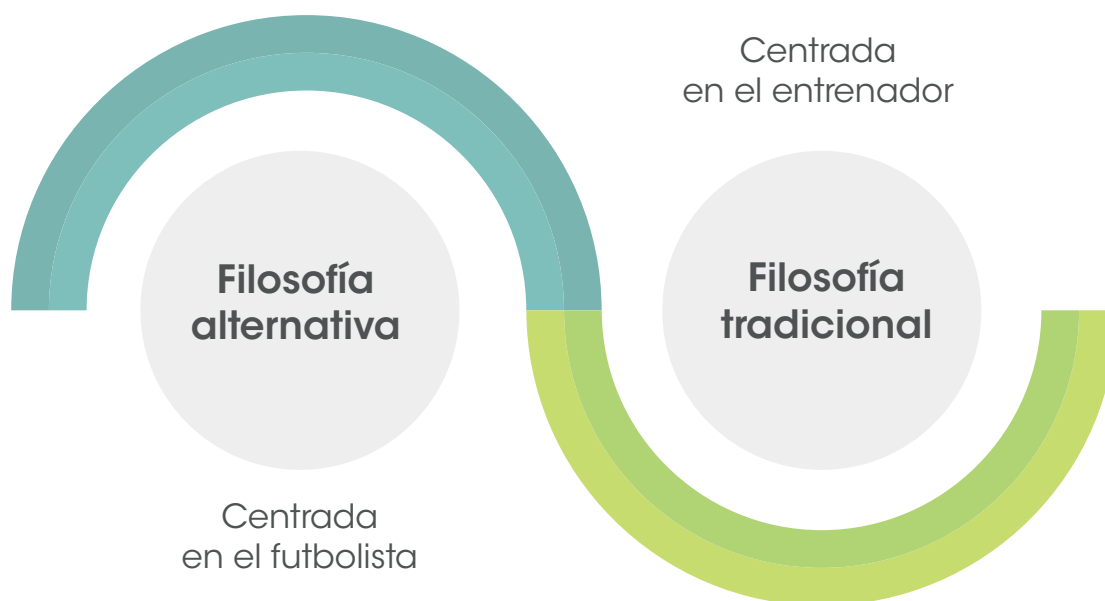 Filosofía
alternativa
Centrada
en el futbolista
Centrada
en el entrenador
Filosofía
tradicional